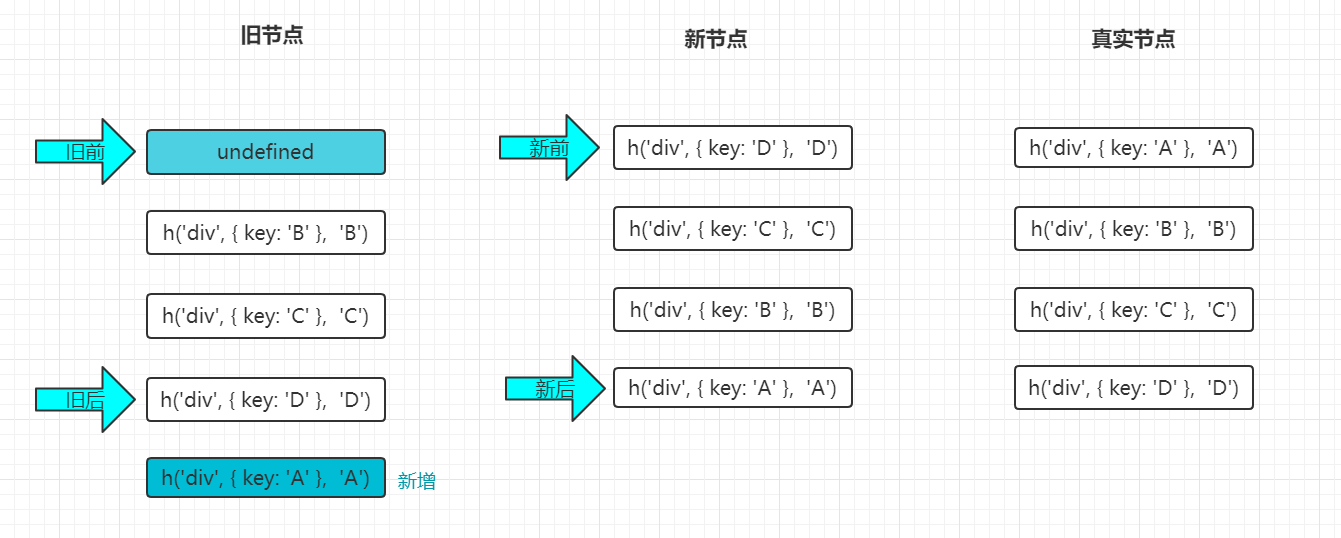 旧节点
新节点
真实节点
旧前
undefined
新前
h('div', { key: 'D' }, 'D')
h('div', { key: 'A' }, 'A')
h('div', { key: 'B' }, 'B')
h('div', { key: 'C' }, 'C')
h('div', { key: 'B' }, 'B')
h('div', { key: 'C' }, 'C')
h('div', { key: 'B' }, 'B')
h('div', { key: 'C' }, 'C')
旧后
h('div', { key: 'D' }, 'D')
新后
h('div', { key: 'A' }, 'A')
h('div', { key: 'D' }, 'D')
h('div', { key: 'A' }, 'A')
新增